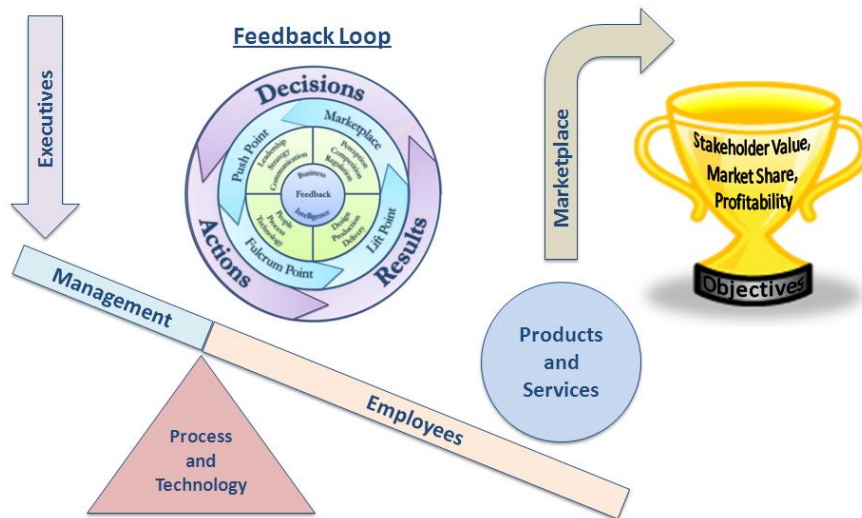 Feedback Loop
Executives
Decisions
Actions
Results
Marketplace
Push Point
Lift Point
Fulcrum Point
Leadership
Strategy
Communication
Perception
Competition
Regulation
People
Process
Technology
Design
Production
Delivery
Business
Feedback
Intelligence
Marketplace
Stakeholder Value,
Market Share,
Profitability
Objectives
Management
Employees
Products
and
Services
Process
and
Technology